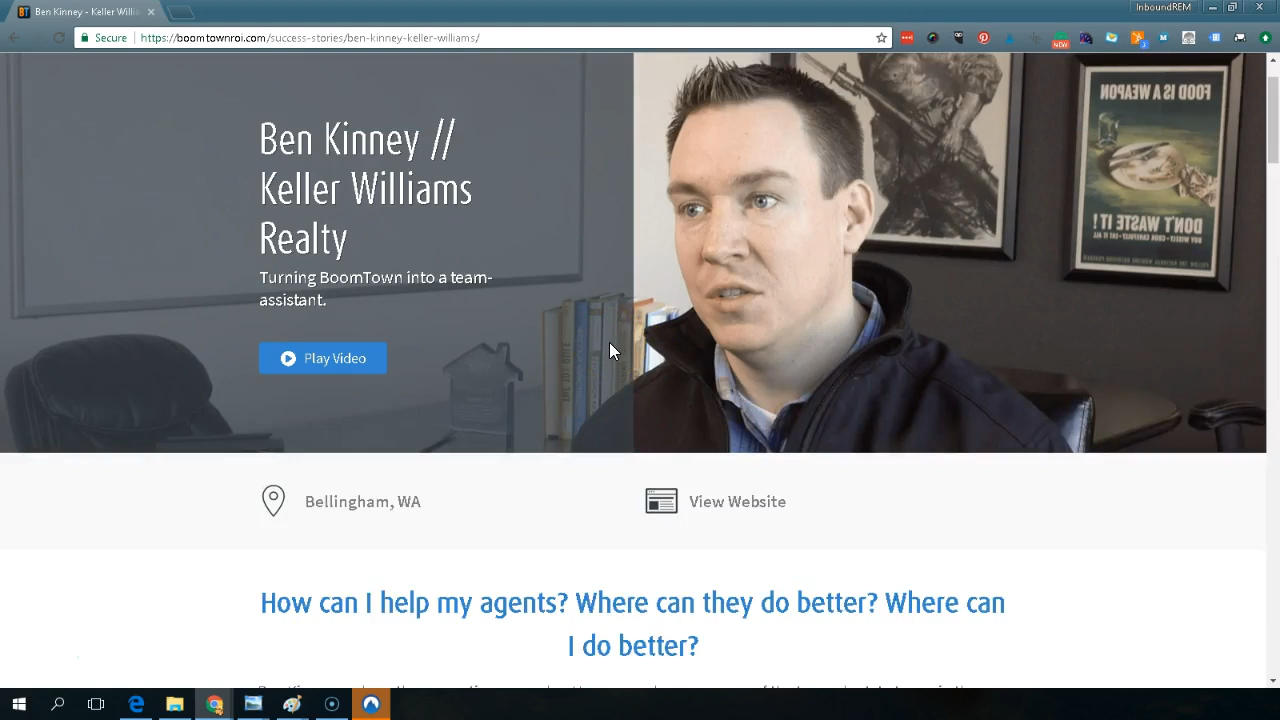 Ben Kinney - Keller Willia
InboundREM
Secure
https://boomtownroi.com/success-stories/ben-kinney-keller-williams/
NEW
Ben Kinney //
Keller Williams
Realty
Turning BoomTown into a team-
assistant.
Play Video
FOOD IS A WEAPON
DON'T WASTE IT!
Bellingham, WA
View Website
How can I help my agents? Where can they do better? Where can
I do better?